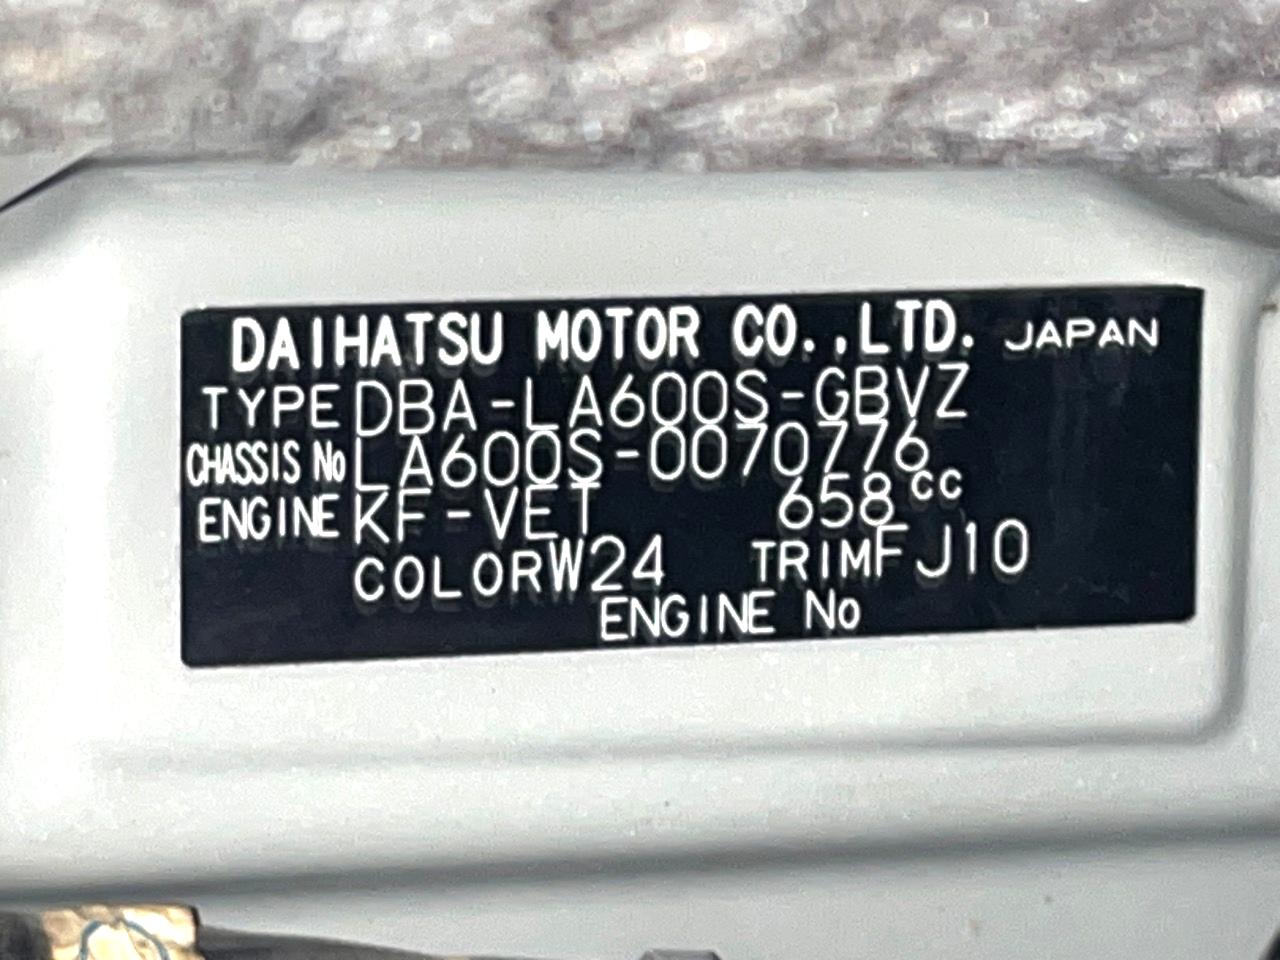 DAIHATSU MOTOR CO.,LTD. JAPAN
TYPE DBA-LA600S-GBVZ
CHASSIS No LA600S-0070776
ENGINE KF-VET 658cc
COLOR W24 TRIM FJ10
ENGINE No